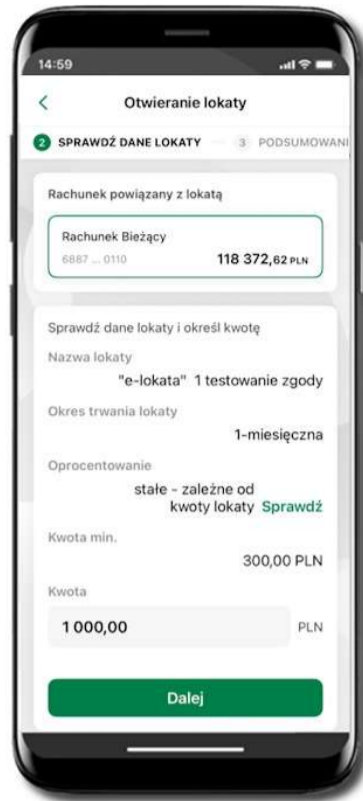 14:59
Otwieranie lokaty
2 SPRAWDŹ DANE LOKATY 3 PODSUMOWANI
Rachunek powiązany z lokatą
Rachunek Bieżący
6887 ... 0110 118 372,62 PLN
Sprawdź dane lokaty i określ kwotę
Nazwa lokaty
"e-lokata" 1 testowanie zgody
Okres trwania lokaty
1-miesięczna
Oprocentowanie
stałe - zależne od
kwoty lokaty Sprawdź
Kwota min.
300,00 PLN
Kwota
1 000,00 PLN
Dalej